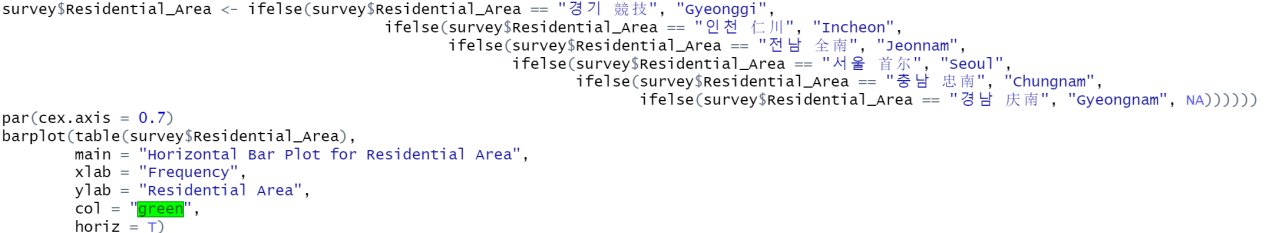 survey$Residential_Area <- ifelse(survey$Residential_Area == "경기 競技", "Gyeonggi",
ifelse(survey$Residential_Area == "인천 仁川", "Incheon",
ifelse(survey$Residential_Area == "전남 全南", "Jeonnam",
ifelse(survey$Residential_Area == "서울 首尔", "Seoul",
ifelse(survey$Residential_Area == "충남 忠南", "Chungnam",
ifelse(survey$Residential_Area == "경남 庆南", "Gyeongnam", NA))))))
par(cex.axis = 0.7)
barplot(table(survey$Residential_Area),
main = "Horizontal Bar Plot for Residential Area",
xlab = "Frequency",
ylab = "Residential Area",
col = "green",
horiz = T)